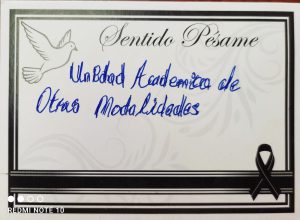 Sentido Pésame
Unidad Academica de
Otras Modalidades
REDMI NOTE 10